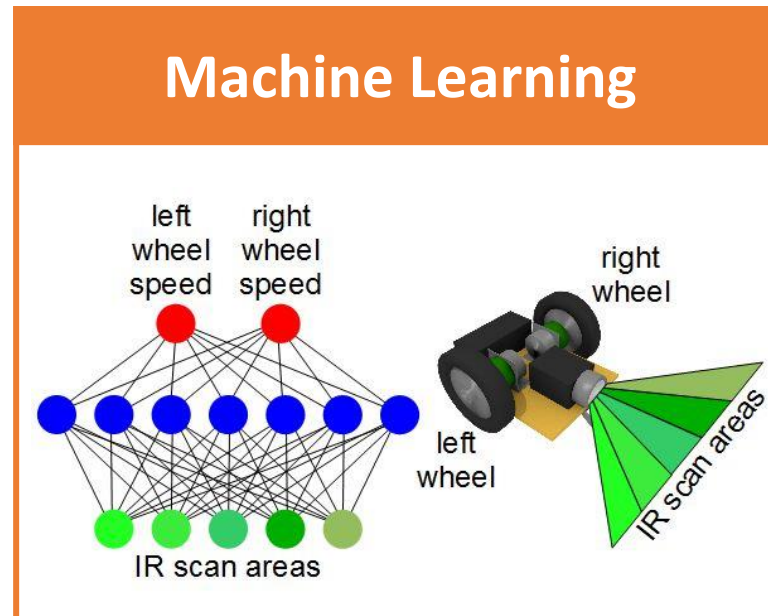 Machine Learning
left
wheel
speed
right
wheel
speed
IR scan areas
right
wheel
left
wheel
IR scan areas